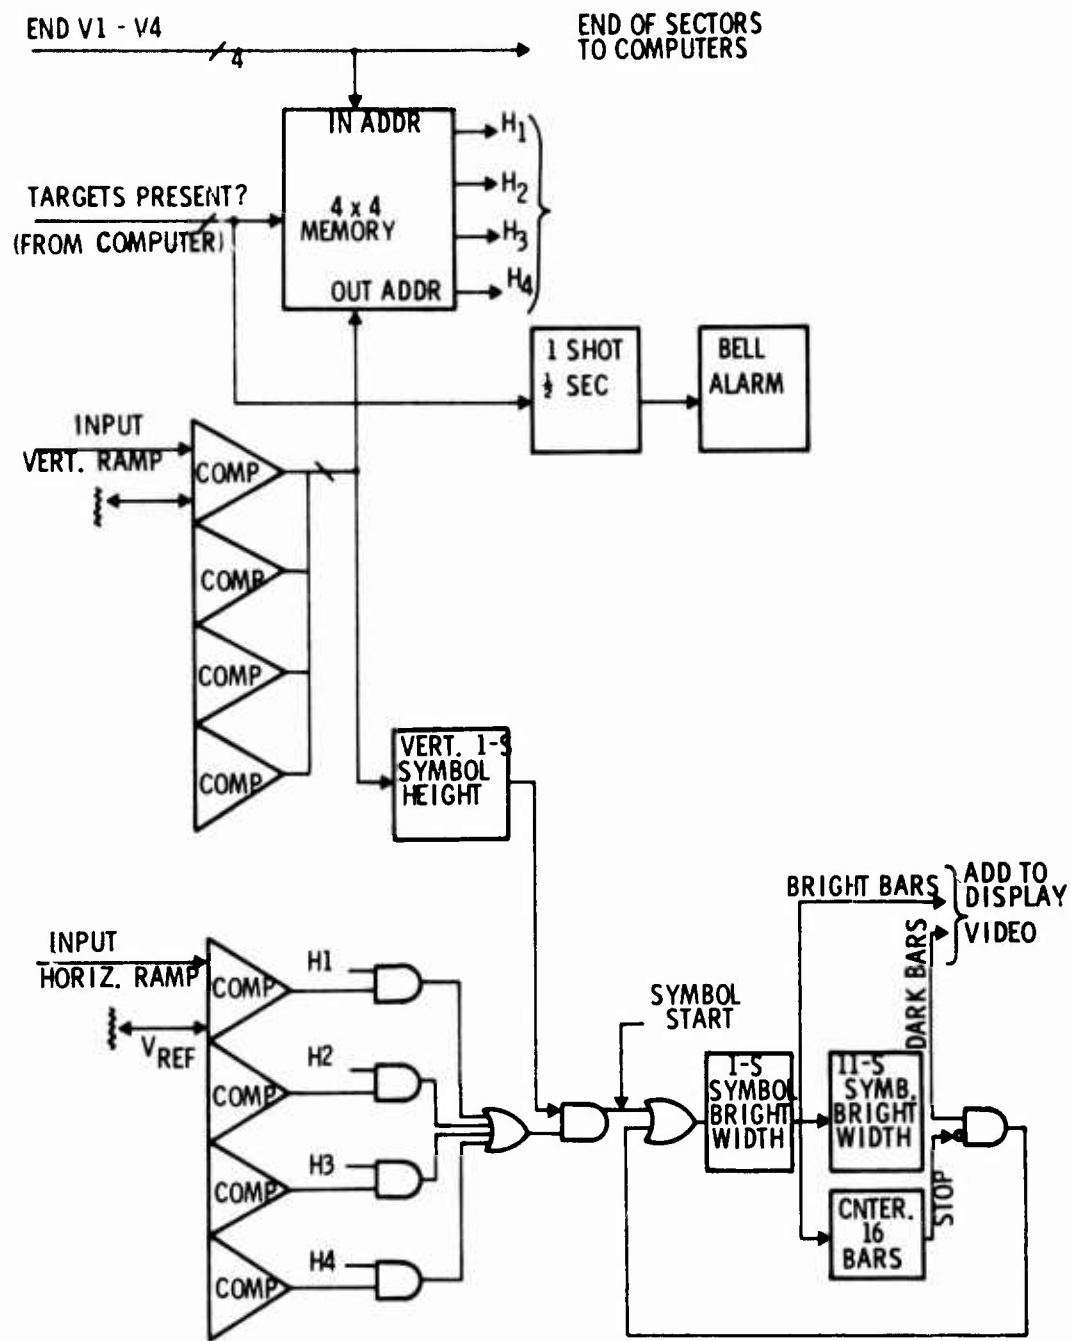 END V1 - V4
4
END OF SECTORS
TO COMPUTERS
IN ADDR
H1
H2
H3
H4
TARGETS PRESENT?
(FROM COMPUTER)
4 x 4
MEMORY
OUT ADDR
1 SHOT
½ SEC
BELL
ALARM
INPUT
VERT. RAMP
COMP
COMP
COMP
COMP
VERT. 1-S
SYMBOL
HEIGHT
BRIGHT BARS
ADD TO
DISPLAY
VIDEO
DARK BARS
INPUT
HORIZ. RAMP
VREF
COMP
COMP
COMP
COMP
H1
H2
H3
H4
SYMBOL
START
1-S
SYMBOL
BRIGHT
WIDTH
11-S
SYMB.
BRIGHT
WIDTH
STOP
CNTER.
16
BARS